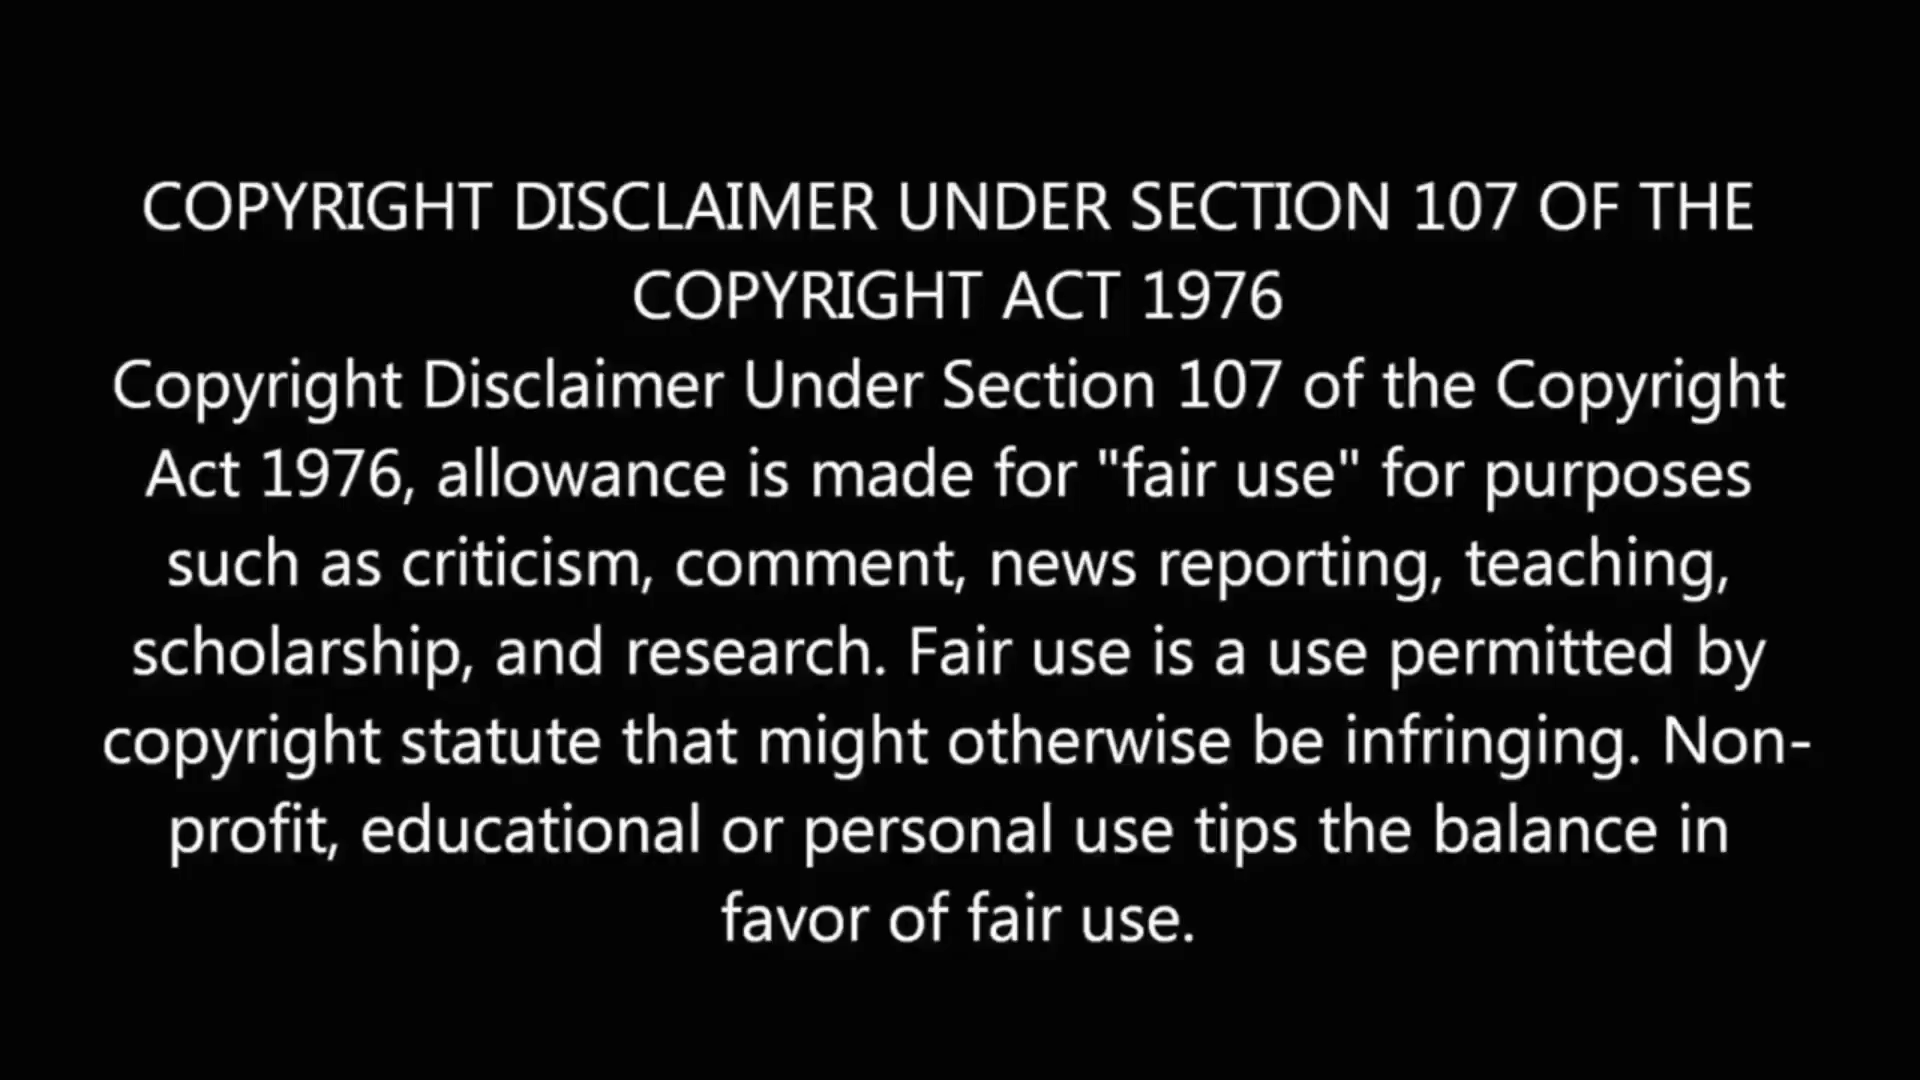 COPYRIGHT DISCLAIMER UNDER SECTION 107 OF THE
COPYRIGHT ACT 1976
Copyright Disclaimer Under Section 107 of the Copyright
Act 1976, allowance is made for "fair use" for purposes
such as criticism, comment, news reporting, teaching,
scholarship, and research. Fair use is a use permitted by
copyright statute that might otherwise be infringing. Non-
profit, educational or personal use tips the balance in
favor of fair use.